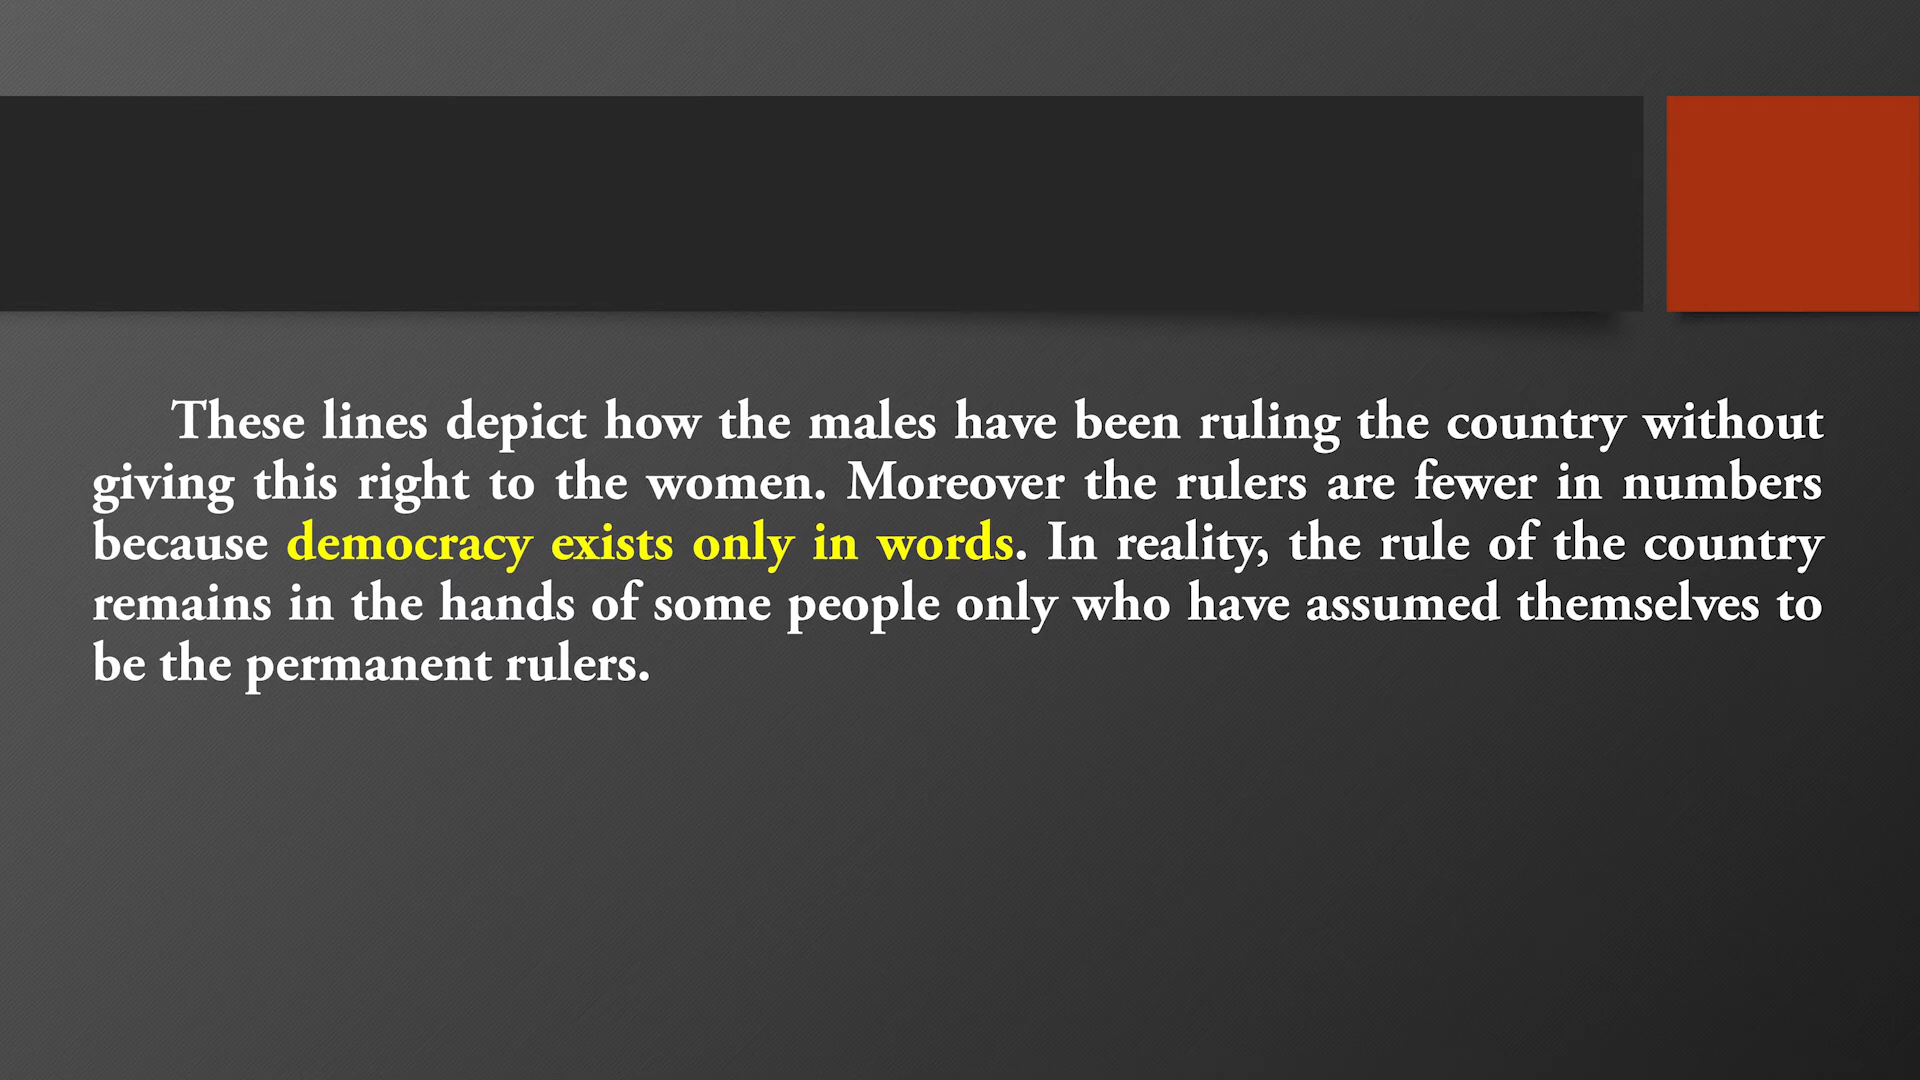 These lines depict how the males have been ruling the country without
giving this right to the women. Moreover the rulers are fewer in numbers
because democracy exists only in words. In reality, the rule of the country
remains in the hands of some people only who have assumed themselves to
be the permanent rulers.